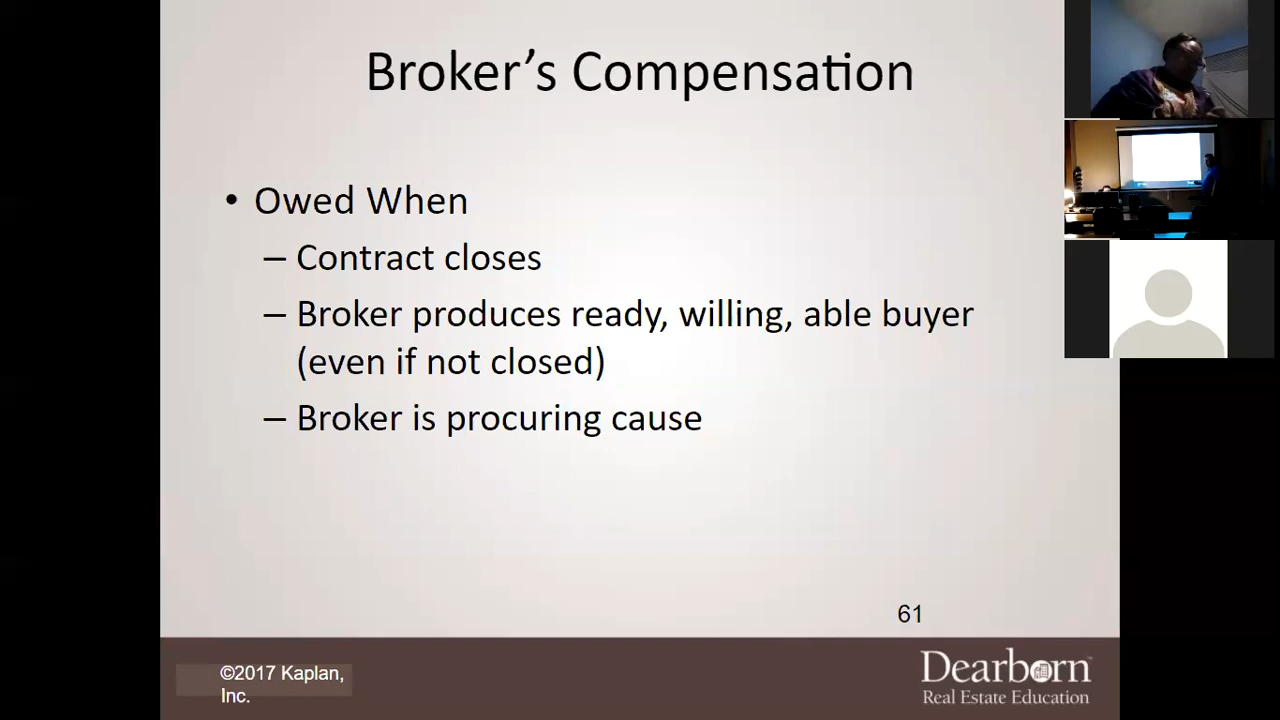 Broker’s Compensation
• Owed When
– Contract closes
– Broker produces ready, willing, able buyer
(even if not closed)
– Broker is procuring cause
61
©2017 Kaplan,
Inc.
Dearborn™
Real Estate Education